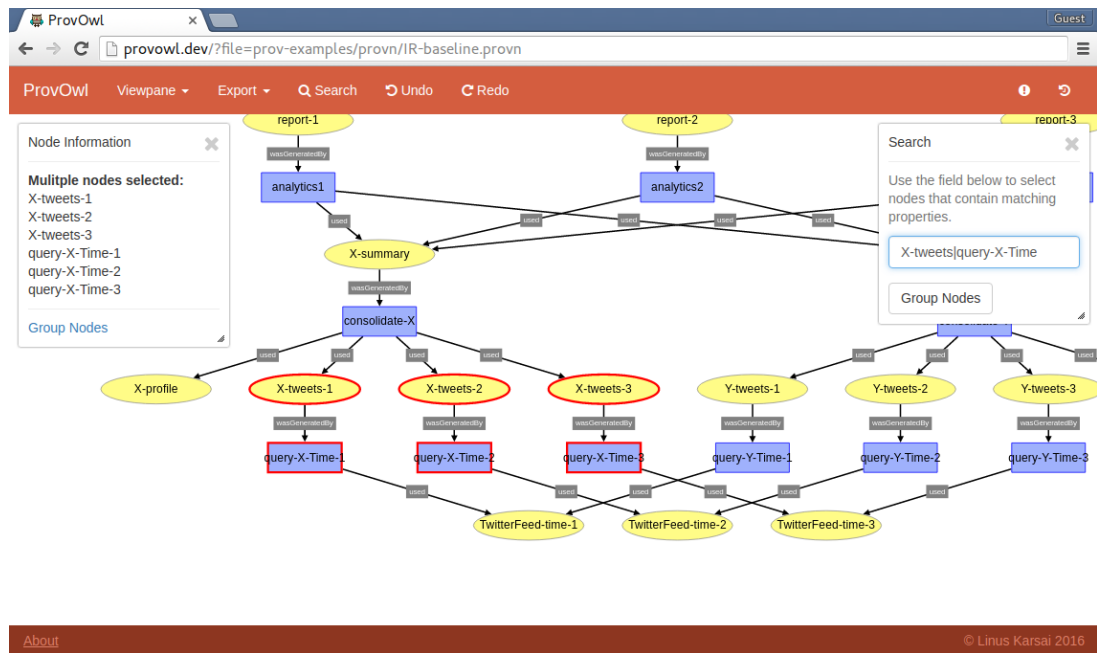 ProvOwl
Guest
provowl.dev/?file=prov-examples/provn/IR-baseline.provn
ProvOwl Viewpane Export Search Undo Redo
Node Information
Mulitple nodes selected:
X-tweets-1
X-tweets-2
X-tweets-3
query-X-Time-1
query-X-Time-2
query-X-Time-3
Group Nodes
Search
Use the field below to select
nodes that contain matching
properties.
X-tweets|query-X-Time
Group Nodes
report-1 report-2 report-3
wasGeneratedBy wasGeneratedBy
analytics1 analytics2
used used used used used
X-summary
wasGeneratedBy
consolidate-X
used used used used used used used used
X-profile X-tweets-1 X-tweets-2 X-tweets-3 Y-tweets-1 Y-tweets-2 Y-tweets-3
wasGeneratedBy wasGeneratedBy wasGeneratedBy wasGeneratedBy wasGeneratedBy wasGeneratedBy
query-X-Time-1 query-X-Time-2 query-X-Time-3 query-Y-Time-1 query-Y-Time-2 query-Y-Time-3
used used used used used used
TwitterFeed-time-1 TwitterFeed-time-2 TwitterFeed-time-3
About
© Linus Karsai 2016